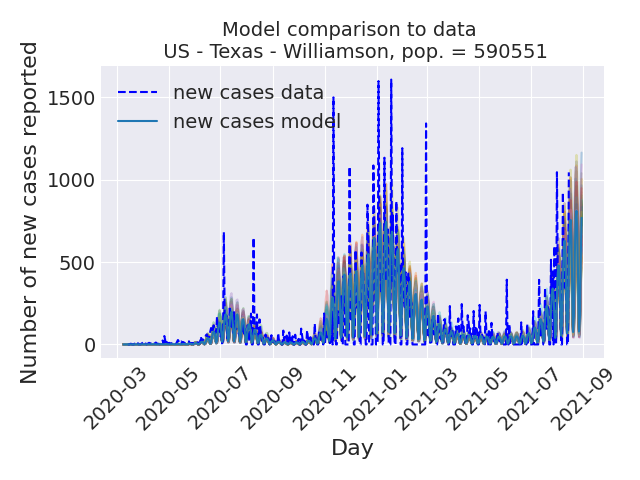 Model comparison to data
US - Texas - Williamson, pop. = 590551
Number of new cases reported
1500
1000
500
0
new cases data
new cases model
2020-03
2020-05
2020-07
2020-09
2020-11
2021-01
2021-03
2021-05
2021-07
2021-09
Day